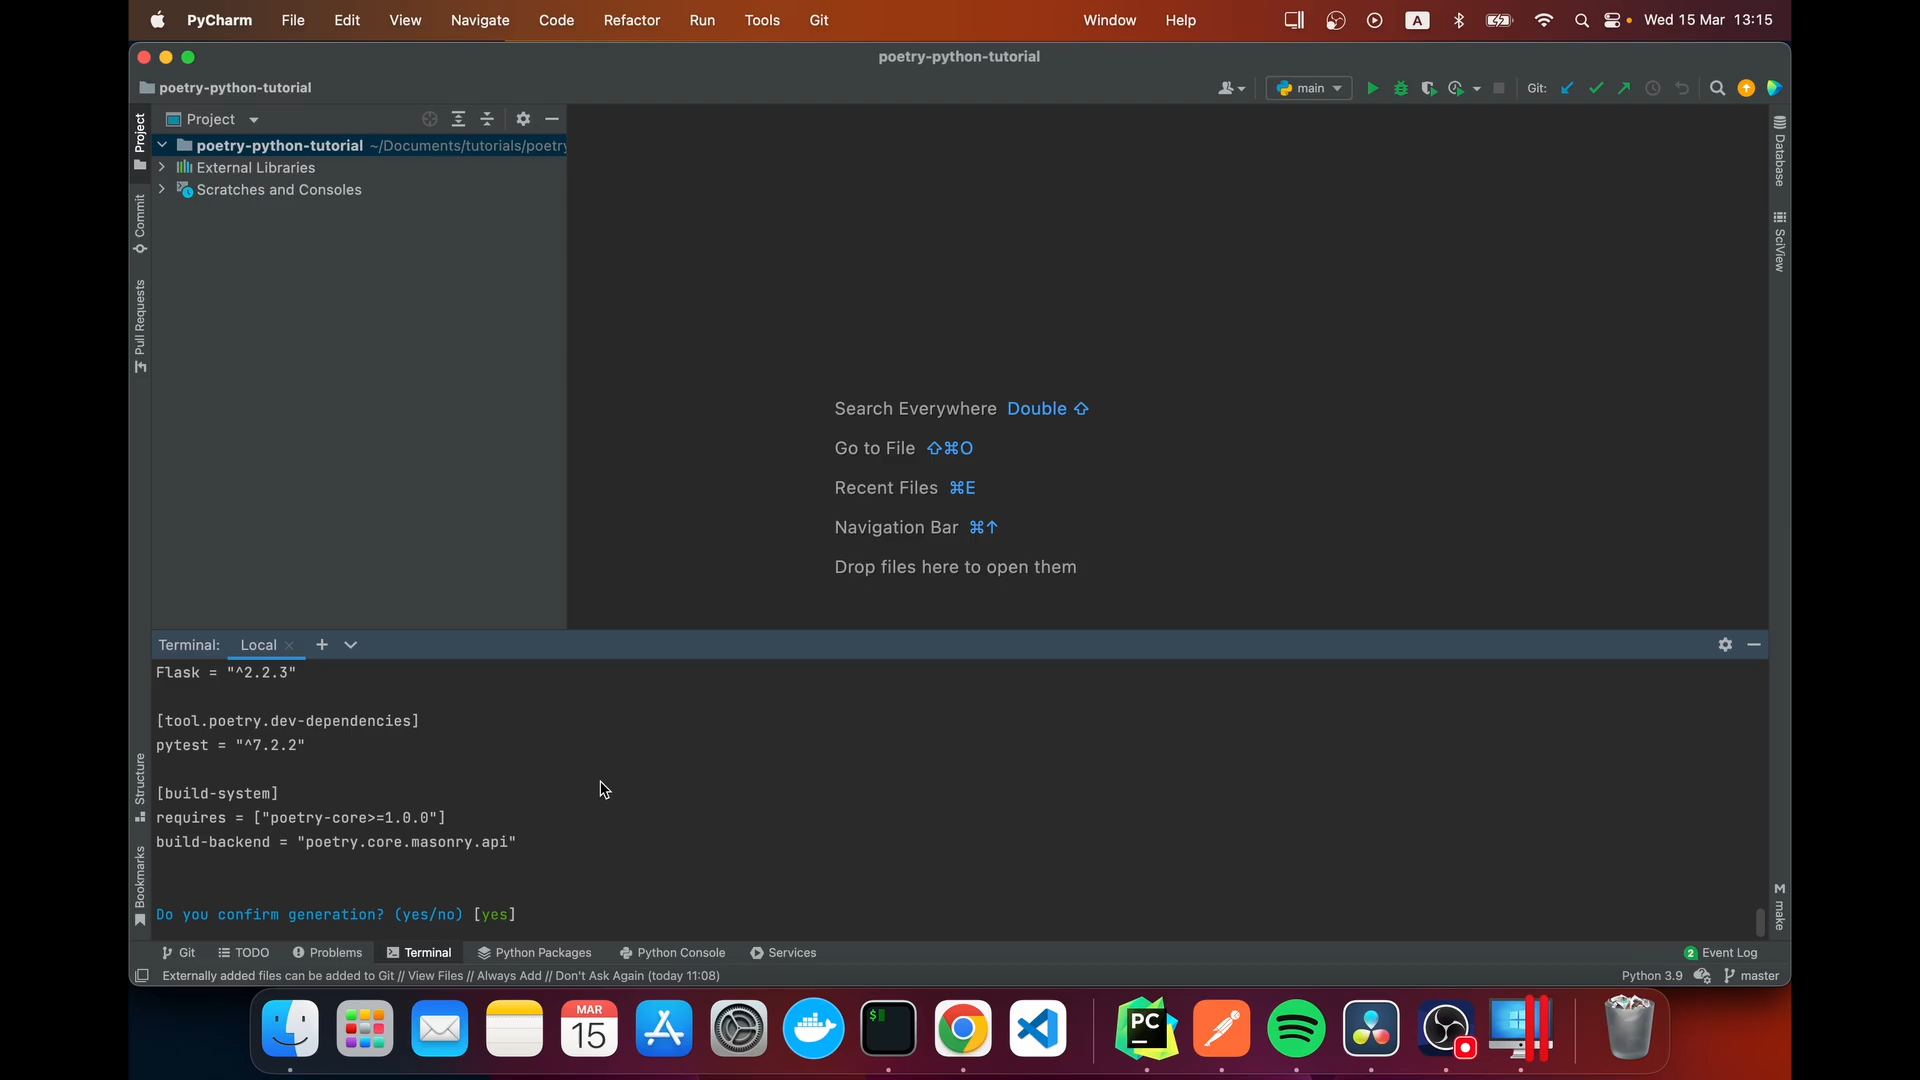 PyCharm File Edit View Navigate Code Refactor Run Tools Git Window Help A Wed 15 Mar 13:15
poetry-python-tutorial
poetry-python-tutorial main Git:
Project
poetry-python-tutorial ~/Documents/tutorials/poetry
External Libraries
Scratches and Consoles
Project
Commit
Pull Requests
Structure
Bookmarks
Database
SciView
M make
Search Everywhere Double ⇧
Go to File ⇧⌘O
Recent Files ⌘E
Navigation Bar ⌘↑
Drop files here to open them
Terminal: Local
Flask = "^2.2.3"
[tool.poetry.dev-dependencies]
pytest = "^7.2.2"
[build-system]
requires = ["poetry-core>=1.0.0"]
build-backend = "poetry.core.masonry.api"
Do you confirm generation? (yes/no) [yes]
Git TODO Problems Terminal Python Packages Python Console Services 2 Event Log
Externally added files can be added to Git // View Files // Always Add // Don't Ask Again (today 11:08) Python 3.9 master
MAR
15
$
PC